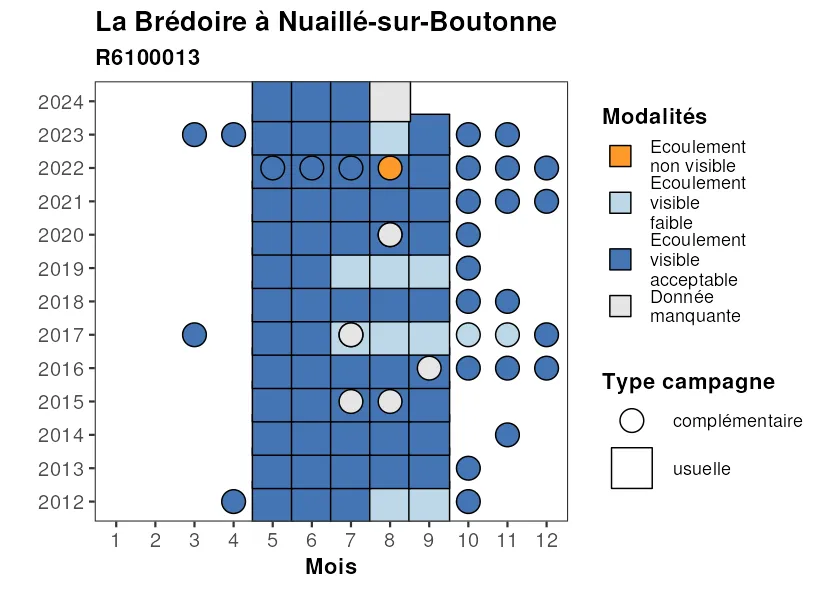 La Brédoire à Nuaillé-sur-Boutonne
R6100013
2024
2023
2022
2021
2020
2019
2018
2017
2016
2015
2014
2013
2012
1 2 3 4 5 6 7 8 9 10 11 12
Mois
Modalités
Ecoulement
non visible
Ecoulement
visible
faible
Ecoulement
visible
acceptable
Donnée
manquante
Type campagne
complémentaire
usuelle